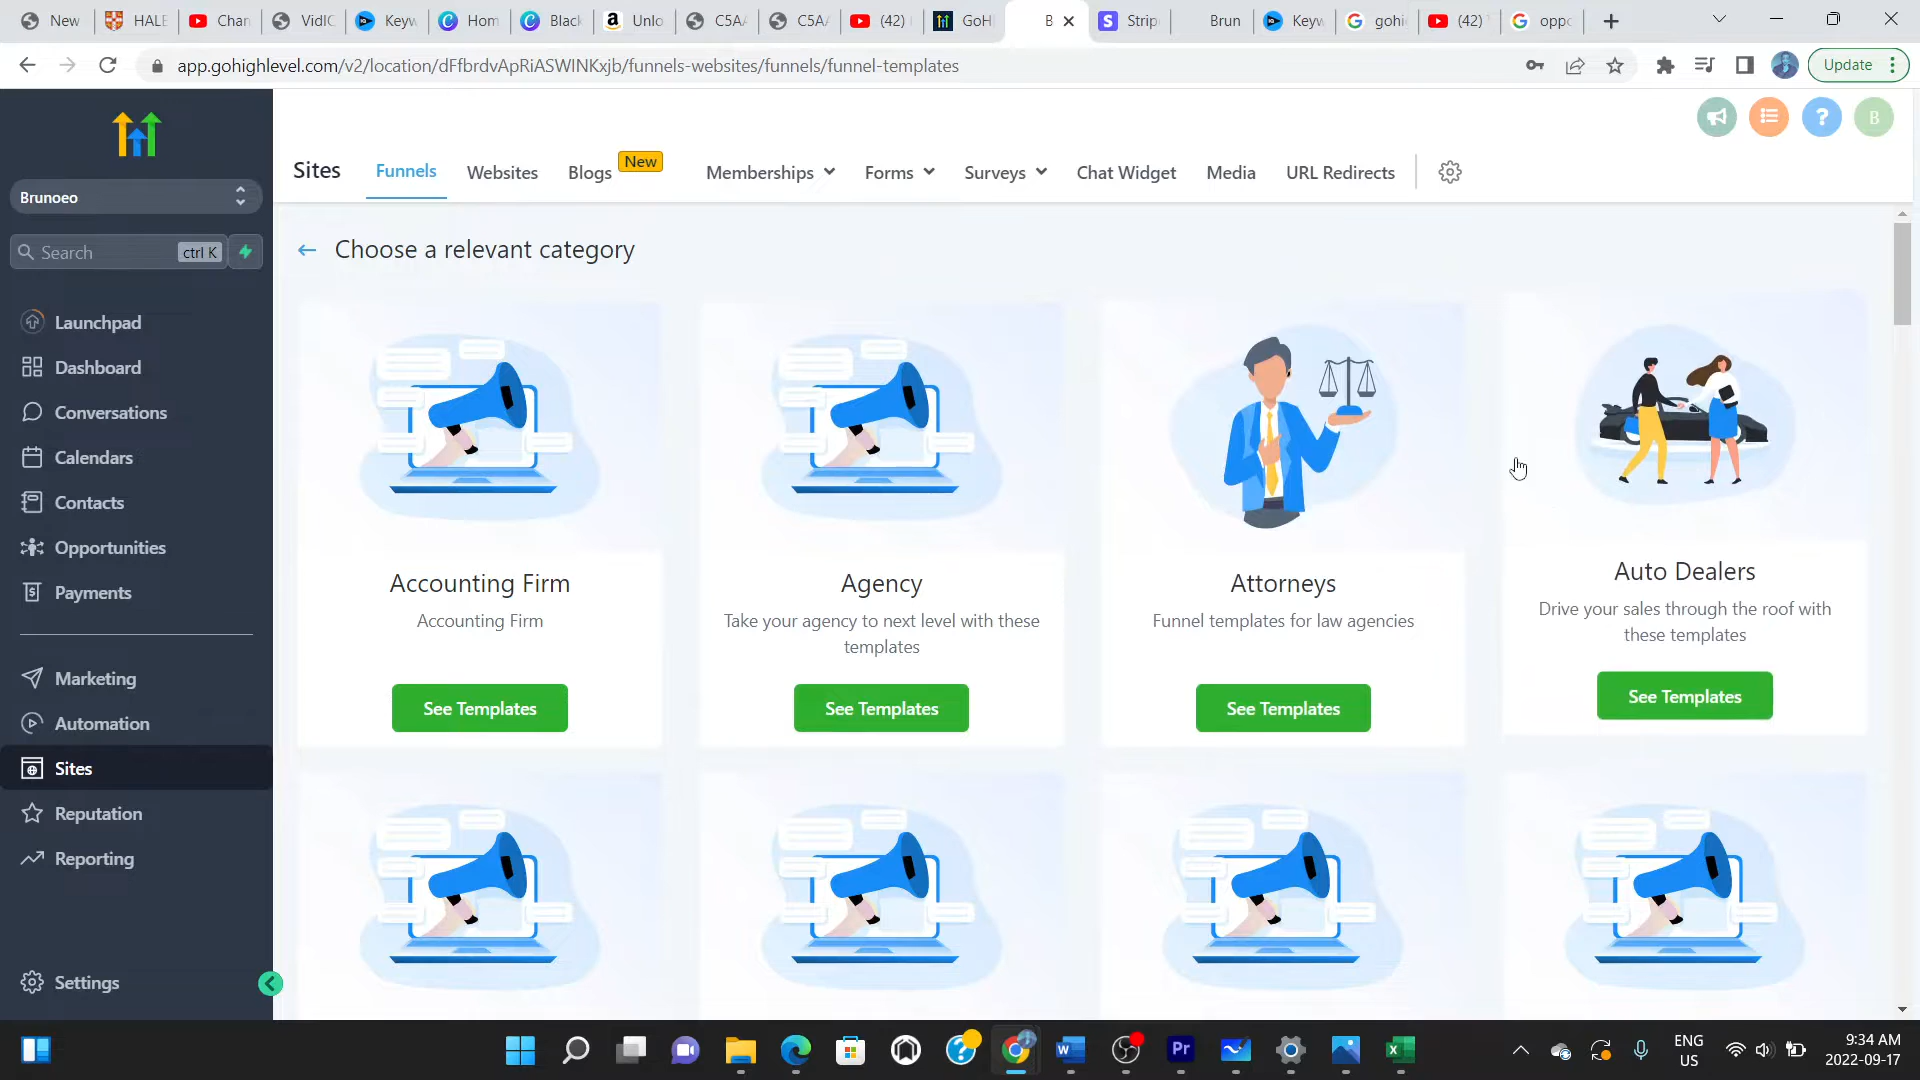 New
HALE
Chan
VidIC
Keyw
Hom
Blac
Unlo
C5A
C5A
(42)
GoH
B
Strip
Brun
Keyw
gohi
(42)
oppo
app.gohighlevel.com/v2/location/dFfbrdvApRiASWINKxjb/funnels-websites/funnels/funnel-templates
Update
B
Sites
Funnels
Websites
Blogs
New
Memberships
Forms
Surveys
Chat Widget
Media
URL Redirects
Brunoeo
Search
ctrl K
Launchpad
Dashboard
Conversations
Calendars
Contacts
Opportunities
Payments
Marketing
Automation
Sites
Reputation
Reporting
Settings
Choose a relevant category
Accounting Firm
Accounting Firm
See Templates
Agency
Take your agency to next level with these
templates
See Templates
Attorneys
Funnel templates for law agencies
See Templates
Auto Dealers
Drive your sales through the roof with
these templates
See Templates
ENG
US
9:34 AM
2022-09-17